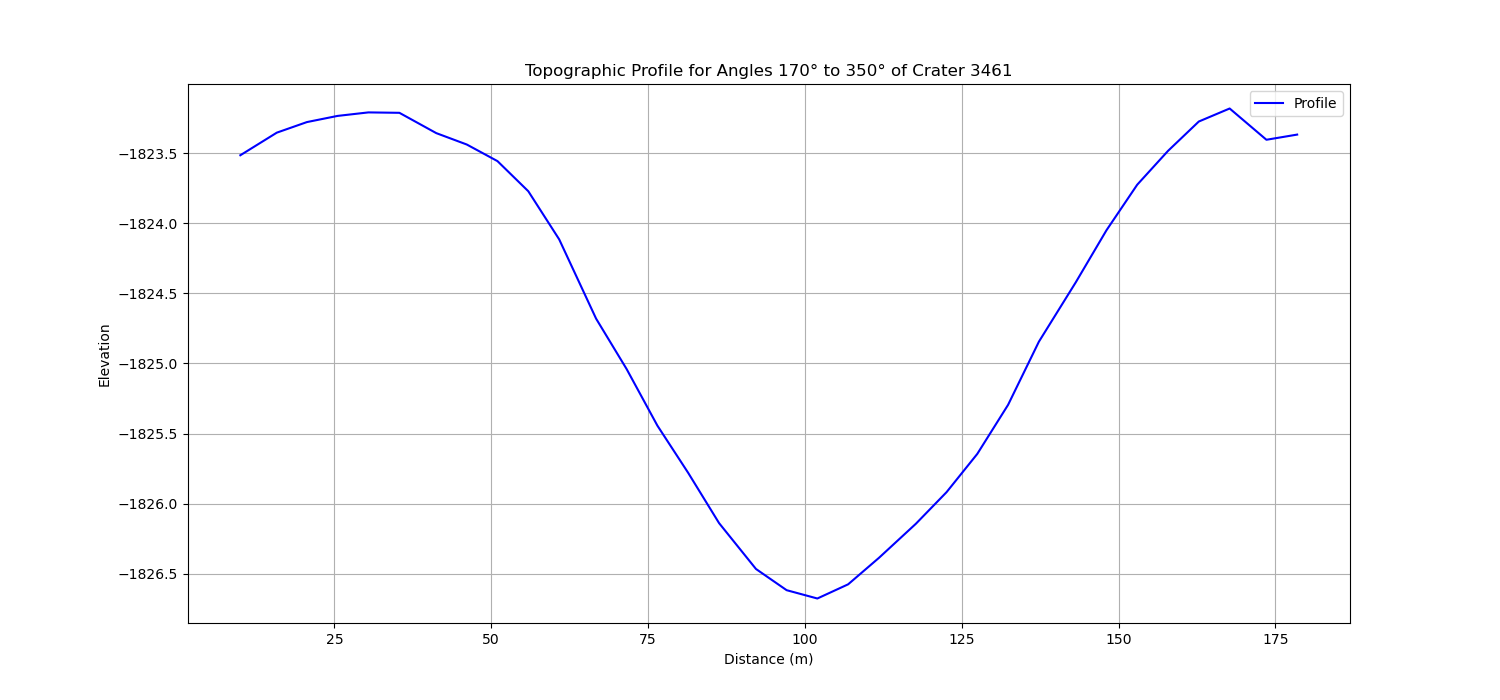 Topographic Profile for Angles 170° to 350° of Crater 3461
Profile
−1823.5
−1824.0
−1824.5
−1825.0
−1825.5
−1826.0
−1826.5
Elevation
25 50 75 100 125 150 175
Distance (m)